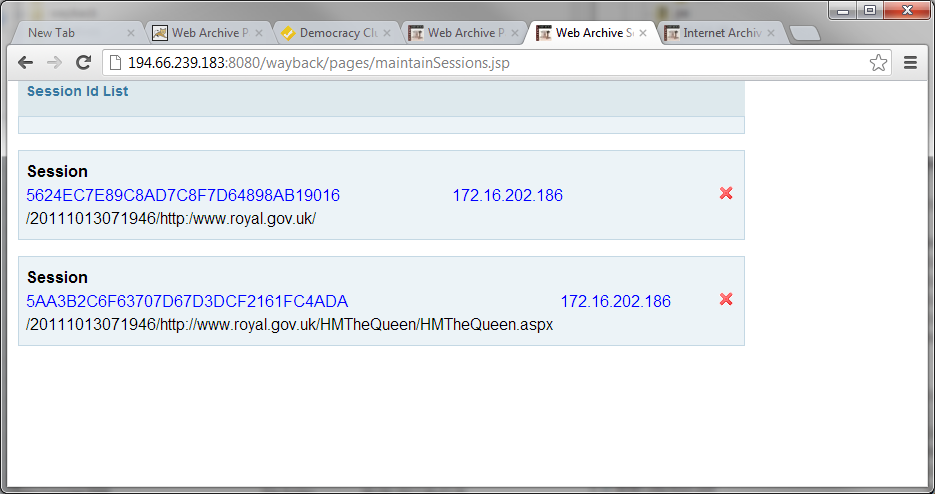 New Tab
Web Archive P
Democracy Clu
Web Archive P
Web Archive Se
Internet Archiv
194.66.239.183:8080/wayback/pages/maintainSessions.jsp
Session Id List
Session
5624EC7E89C8AD7C8F7D64898AB19016 172.16.202.186
/20111013071946/http:/www.royal.gov.uk/
Session
5AA3B2C6F63707D67D3DCF2161FC4ADA 172.16.202.186
/20111013071946/http://www.royal.gov.uk/HMTheQueen/HMTheQueen.aspx